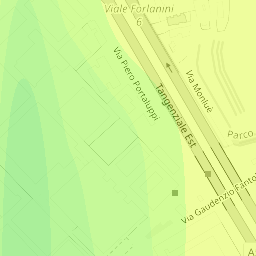 Viale Forlanini
6
Via Piero Portaluppi
Tangenziale Est
Via Monluè
Parco
Via Gaudenzio Fanto
A